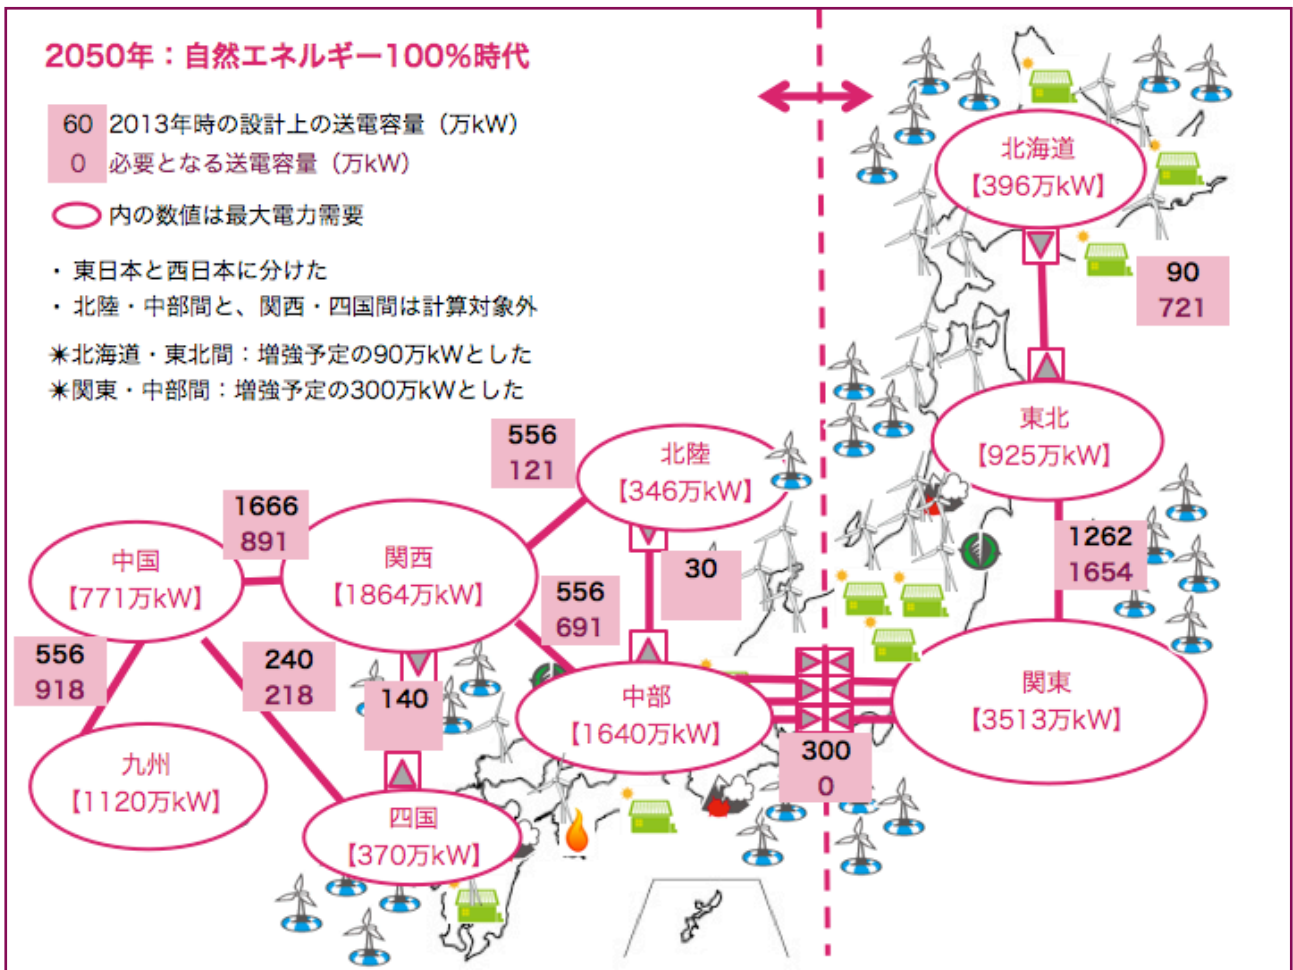 2050年：自然エネルギー100%時代
60 2013年時の設計上の送電容量（万kW）
0 必要となる送電容量（万kW）
内の数値は最大電力需要
・ 東日本と西日本に分けた
・ 北陸・中部間と、関西・四国間は計算対象外
✴北海道・東北間：増強予定の90万kWとした
✴関東・中部間：増強予定の300万kWとした
北海道
【396万kW】
90
721
東北
【925万kW】
1262
1654
関東
【3513万kW】
300
0
北陸
【346万kW】
556
121
30
中部
【1640万kW】
556
691
関西
【1864万kW】
1666
891
中国
【771万kW】
556
918
240
218
140
九州
【1120万kW】
四国
【370万kW】